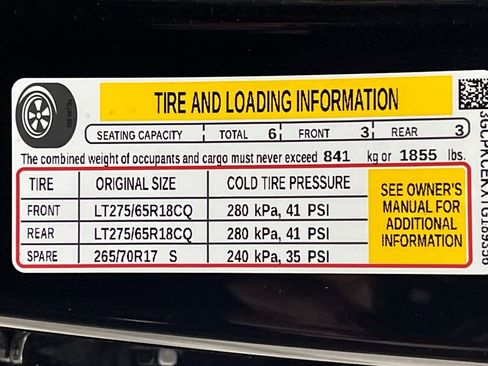 TIRE AND LOADING INFORMATION
SEATING CAPACITY TOTAL 6 FRONT 3 REAR 3
The combined weight of occupants and cargo must never exceed 841 kg or 1855 lbs.
TIRE ORIGINAL SIZE COLD TIRE PRESSURE
FRONT LT275/65R18CQ 280 kPa, 41 PSI
REAR LT275/65R18CQ 280 kPa, 41 PSI
SPARE 265/70R17 S 240 kPa, 35 PSI
SEE OWNER'S
MANUAL FOR
ADDITIONAL
INFORMATION